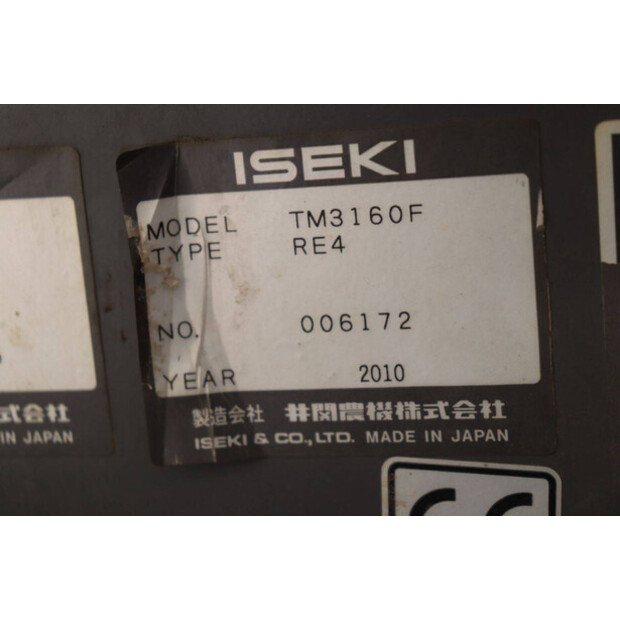 ISEKI
MODEL TM3160F
TYPE RE4
NO. 006172
YEAR 2010
製造会社 井関農機株式会社
ISEKI & CO.,LTD. MADE IN JAPAN
式会社
IN JAPAN
CE